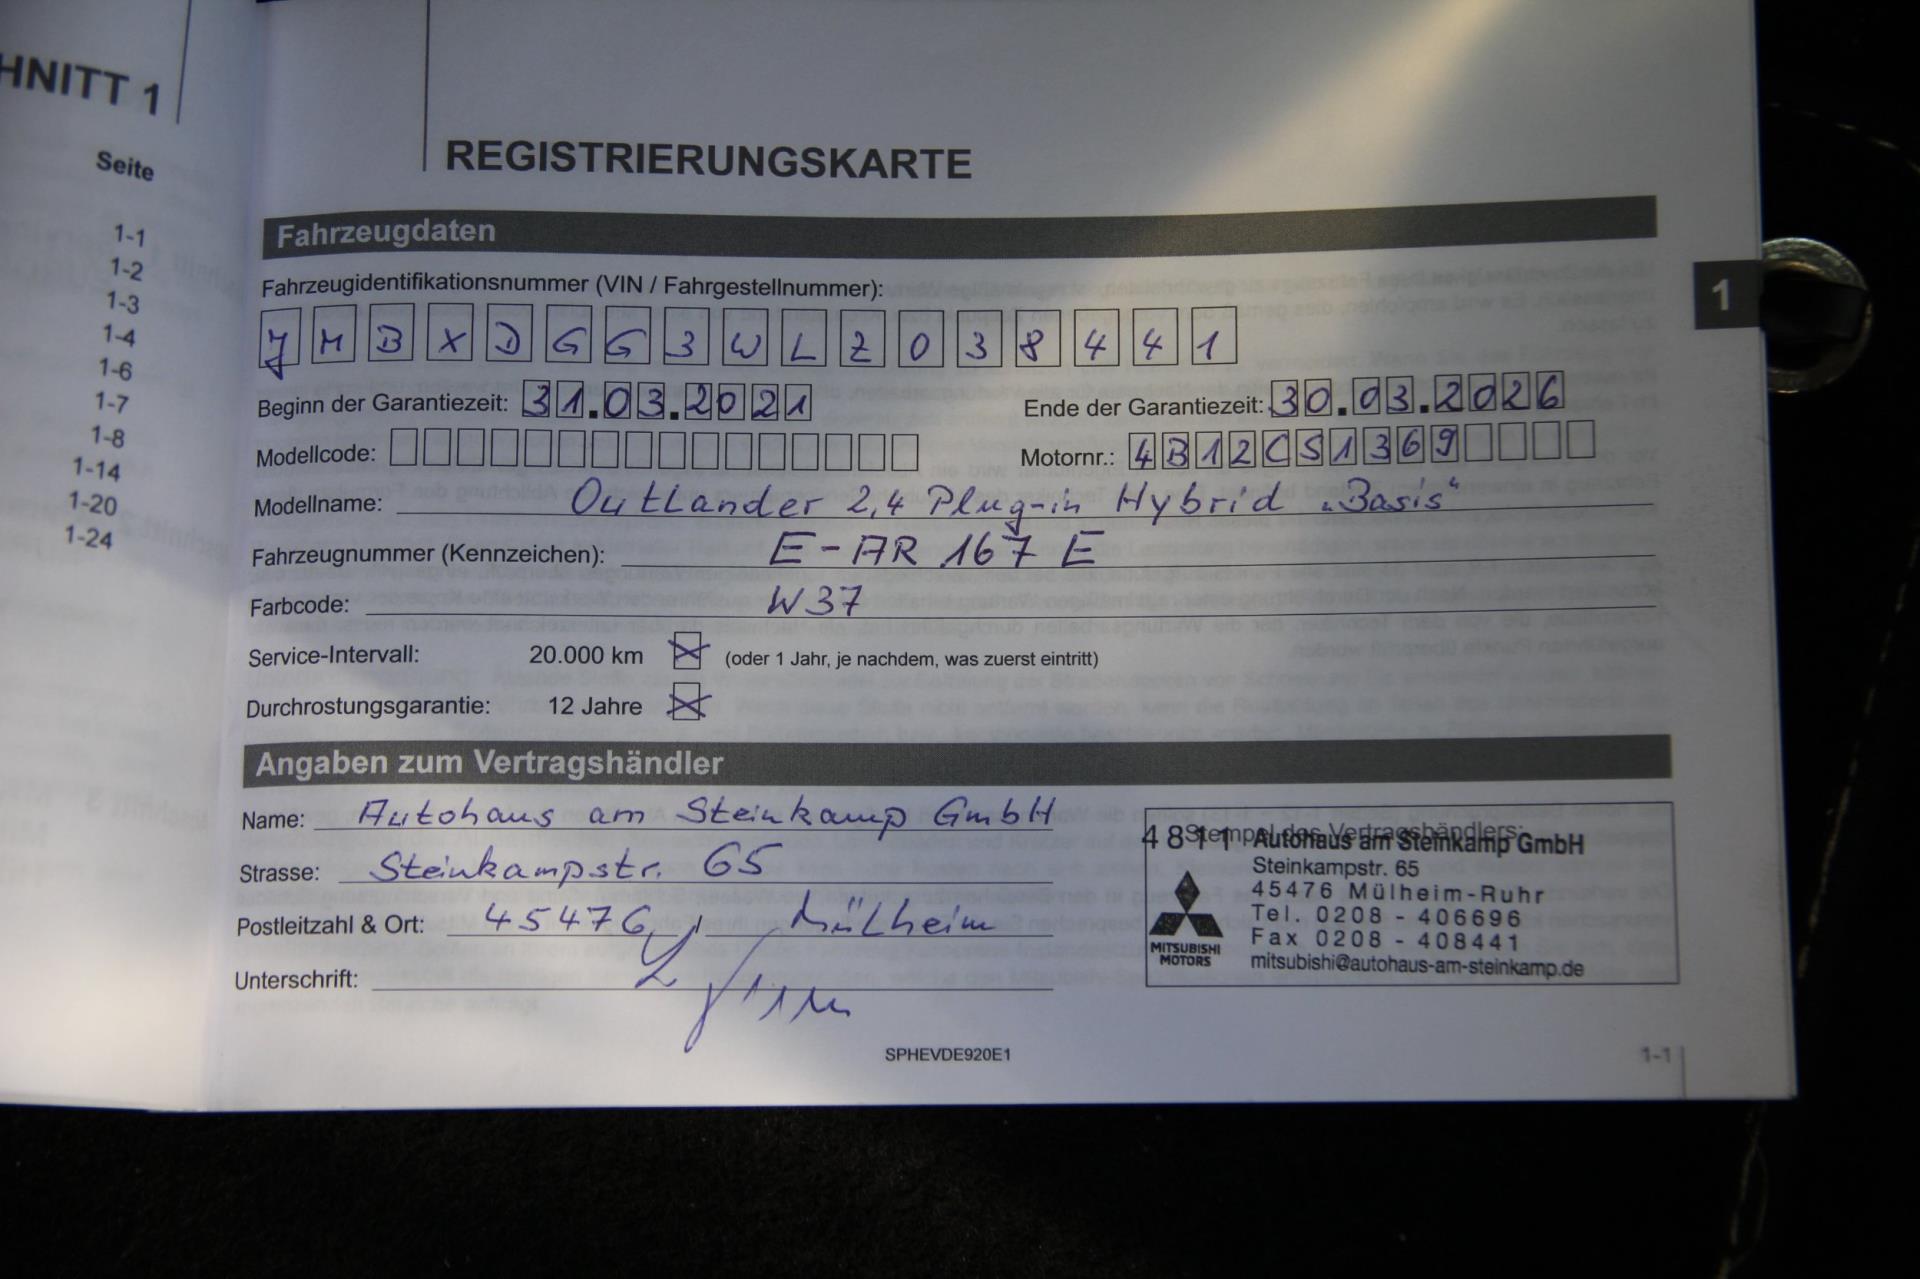 HNITT 1
Seite
1-1
1-2
1-3
1-4
1-6
1-7
1-8
1-14
1-20
1-24
REGISTRIERUNGSKARTE
Fahrzeugdaten
Fahrzeugidentifikationsnummer (VIN / Fahrgestellnummer):
JMBXDGG3WLZ038441
Beginn der Garantiezeit: 31.03.2021 Ende der Garantiezeit: 30.03.2026
Modellcode: Motornr.: 4B12CS1369
Modellname: Outlander 2,4 Plug-in Hybrid „Basis“
Fahrzeugnummer (Kennzeichen): E-AR 167 E
Farbcode: W37
Service-Intervall: 20.000 km (oder 1 Jahr, je nachdem, was zuerst eintritt)
Durchrostungsgarantie: 12 Jahre
1
Angaben zum Vertragshändler
Name: Autohaus am Steinkamp GmbH
Strasse: Steinkampstr. 65
Postleitzahl & Ort: 45476 Mülheim
Unterschrift:
Stempel des Vertragshändlers:
4811 Autohaus am Steinkamp GmbH
Steinkampstr. 65
45476 Mülheim-Ruhr
Tel. 0208 - 406696
Fax 0208 - 408441
mitsubishi@autohaus-am-steinkamp.de
MITSUBISHI
MOTORS
SPHEVDE920E1
1-1